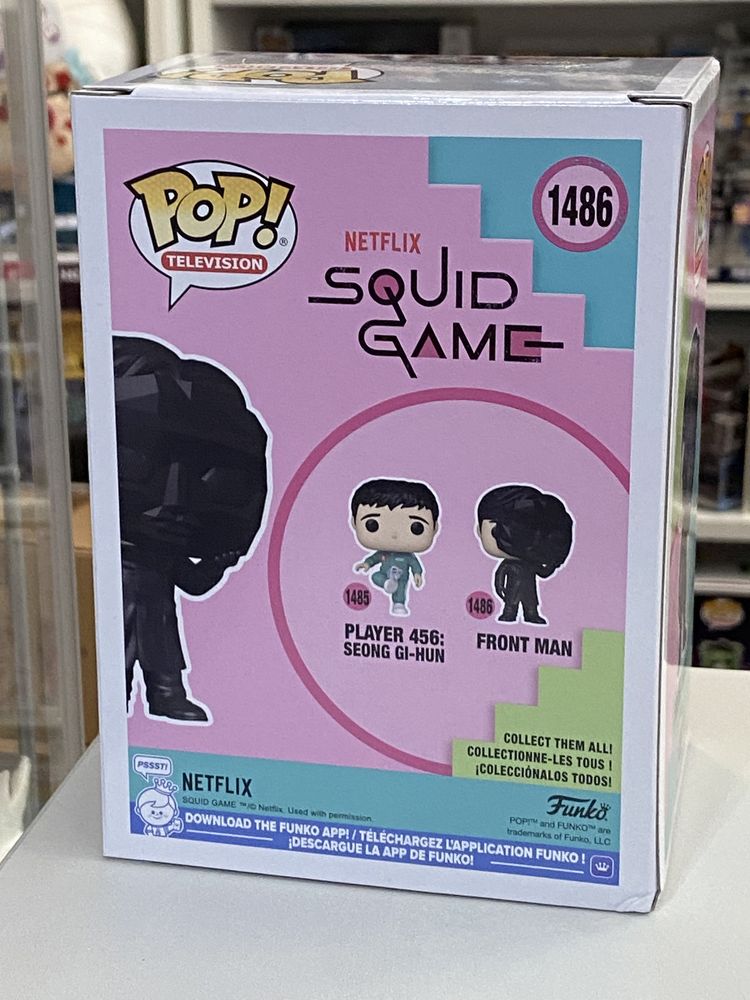 POP!
TELEVISION
1486
NETFLIX
SQUID
GAME
1485
PLAYER 456:
SEONG GI-HUN
1486
FRONT MAN
COLLECT THEM ALL!
COLLECTIONNE-LES TOUS !
¡COLECCIÓNALOS TODOS!
PSSST!
NETFLIX
SQUID GAME ™/© Netflix. Used with permission.
Funko®
POP!™ and FUNKO™ are
trademarks of Funko, LLC
DOWNLOAD THE FUNKO APP! / TÉLÉCHARGEZ L'APPLICATION FUNKO !
¡DESCARGUE LA APP DE FUNKO!